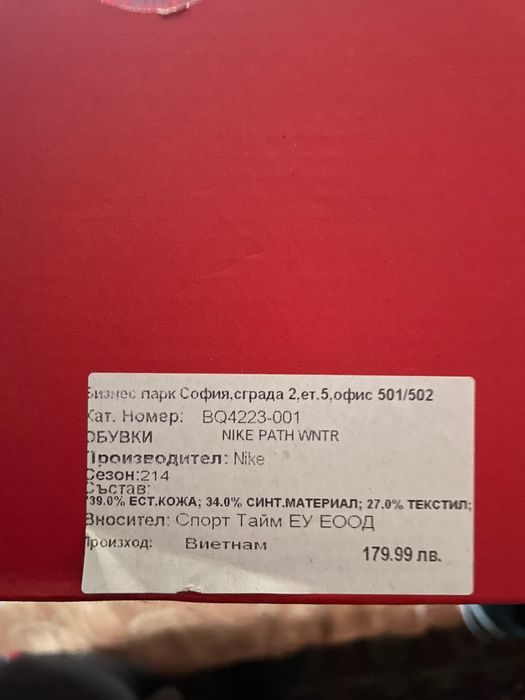 Бизнес парк София,сграда 2,ет.5,офис 501/502
Кат. Номер: BQ4223-001
ОБУВКИ NIKE PATH WNTR
Производител: Nike
Сезон:214
Състав:
*39.0% ЕСТ.КОЖА; 34.0% СИНТ.МАТЕРИАЛ; 27.0% ТЕКСТИЛ;
Вносител: Спорт Тайм ЕУ ЕООД
Произход: Виетнам
179.99 лв.